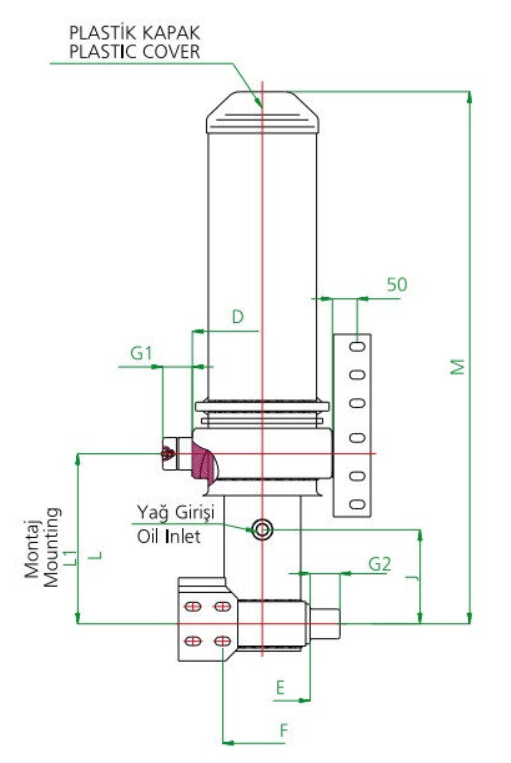 PLASTİK KAPAK
PLASTIC COVER
50
D
M
G1
Yağ Girişi
Oil Inlet
Montaj
Mounting
L1
L
J
G2
E
F